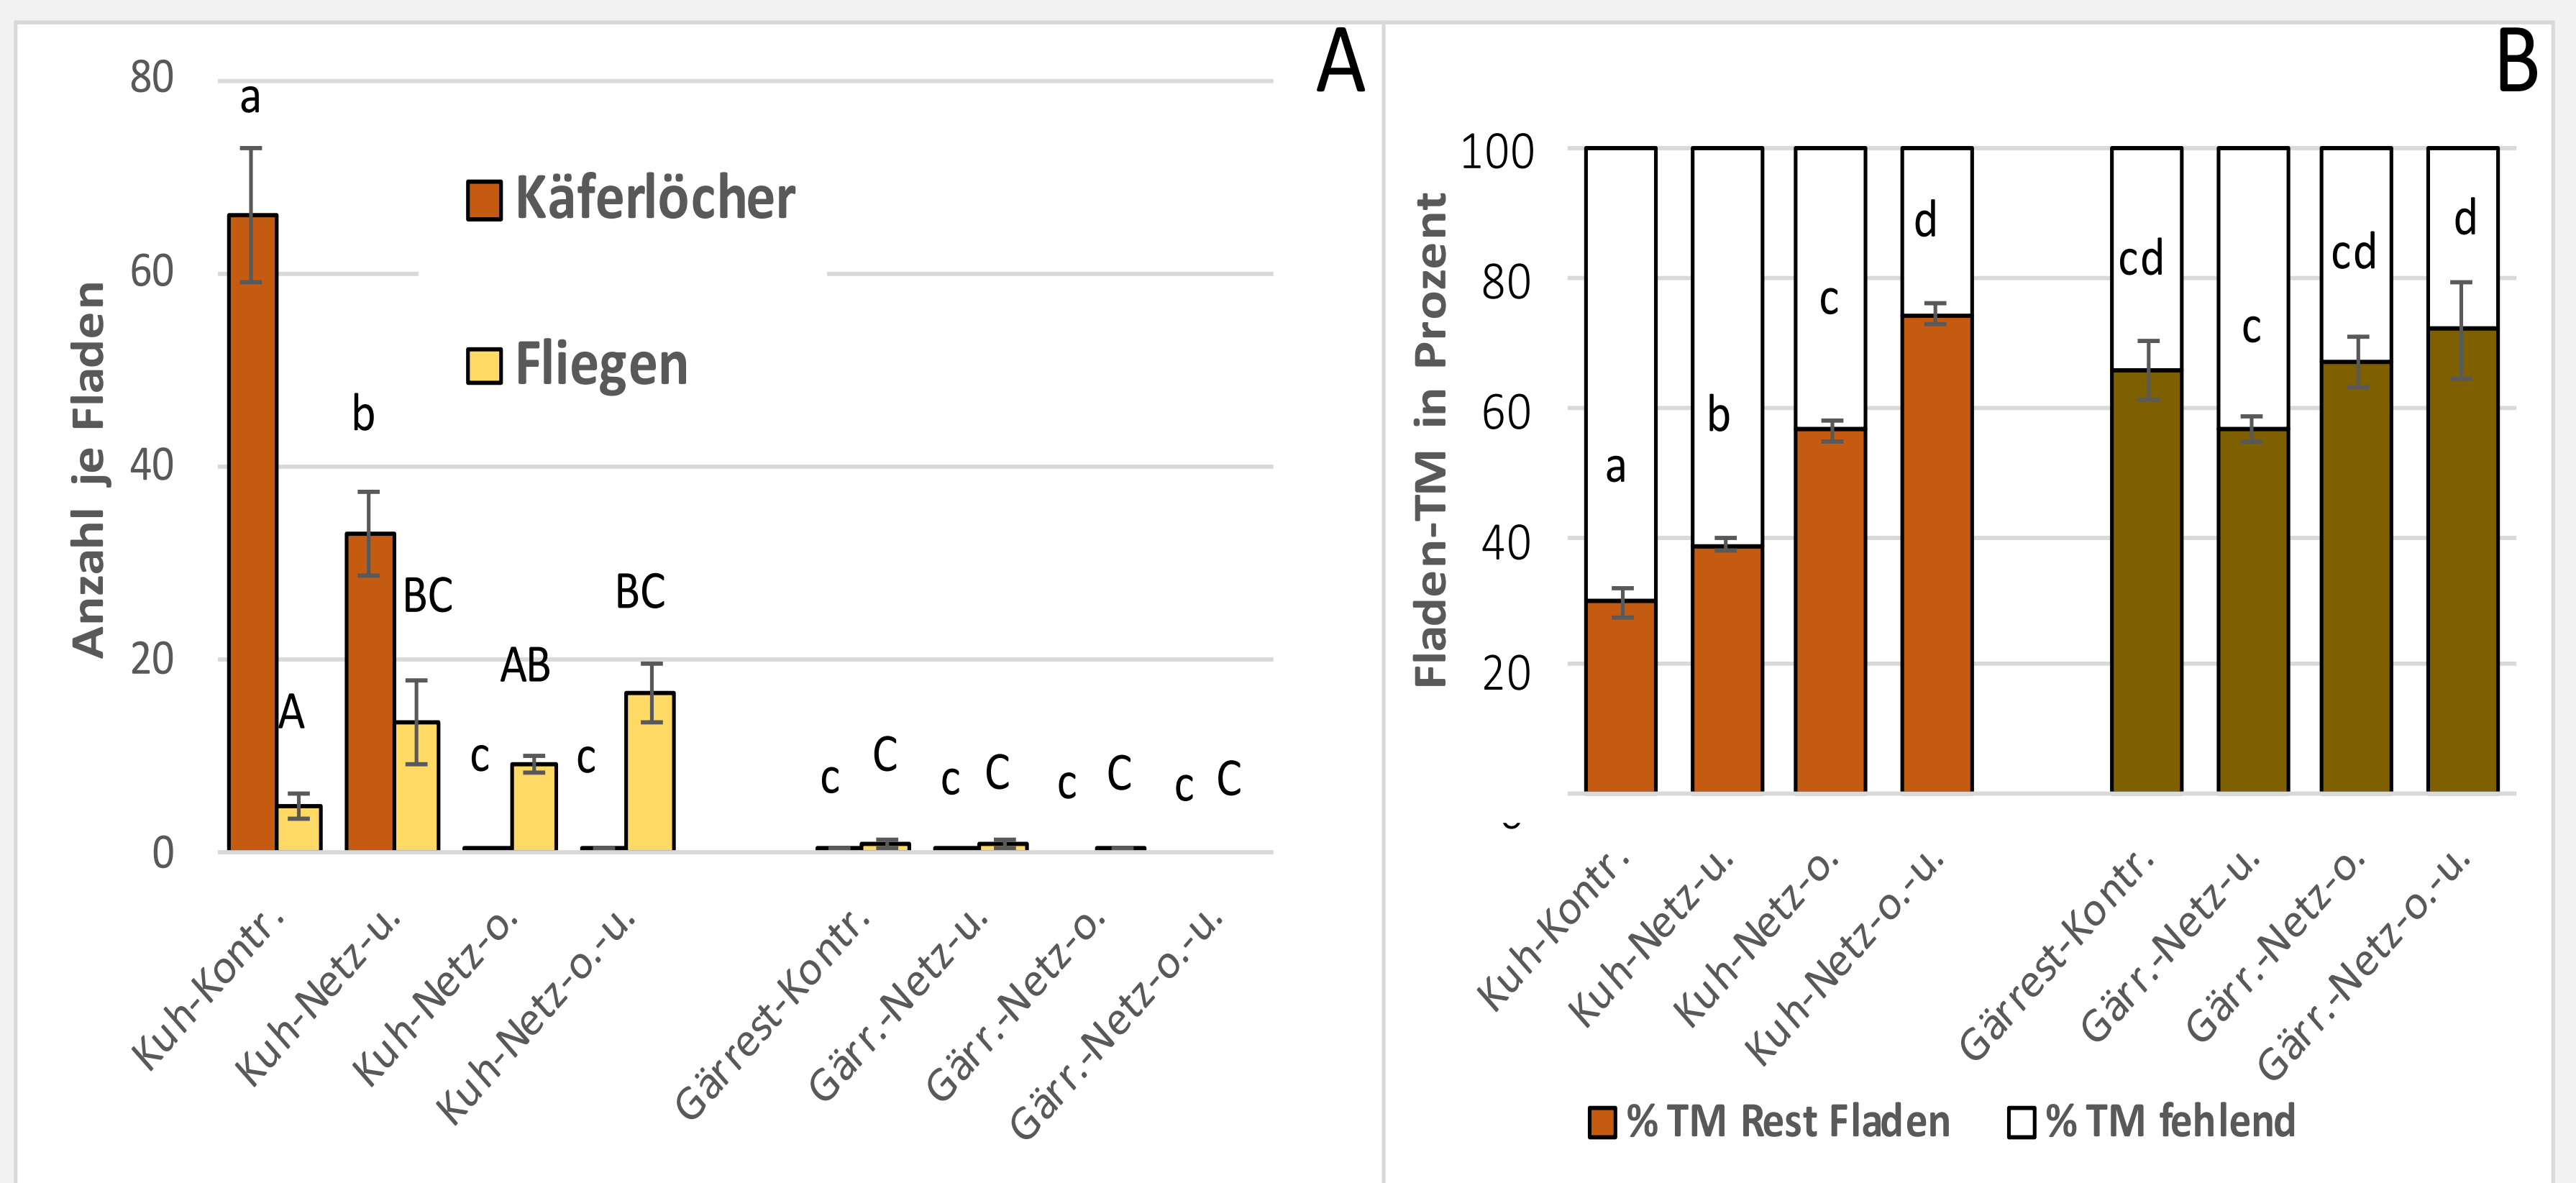 A
80
60
40
20
0
Anzahl je Fladen
Käferlöcher
Fliegen
a
A
b
BC
c
AB
c
BC
c
C
c
C
c
C
c
C
Kuh-Kontr.
Kuh-Netz-u.
Kuh-Netz-o.
Kuh-Netz-o.-u.
Gärrest-Kontr.
Gärr.-Netz-u.
Gärr.-Netz-o.
Gärr.-Netz-o.-u.
B
100
80
60
40
20
Fladen-TM in Prozent
a
b
c
d
cd
c
cd
d
Kuh-Kontr.
Kuh-Netz-u.
Kuh-Netz-o.
Kuh-Netz-o.-u.
Gärrest-Kontr.
Gärr.-Netz-u.
Gärr.-Netz-o.
Gärr.-Netz-o.-u.
% TM Rest Fladen
% TM fehlend